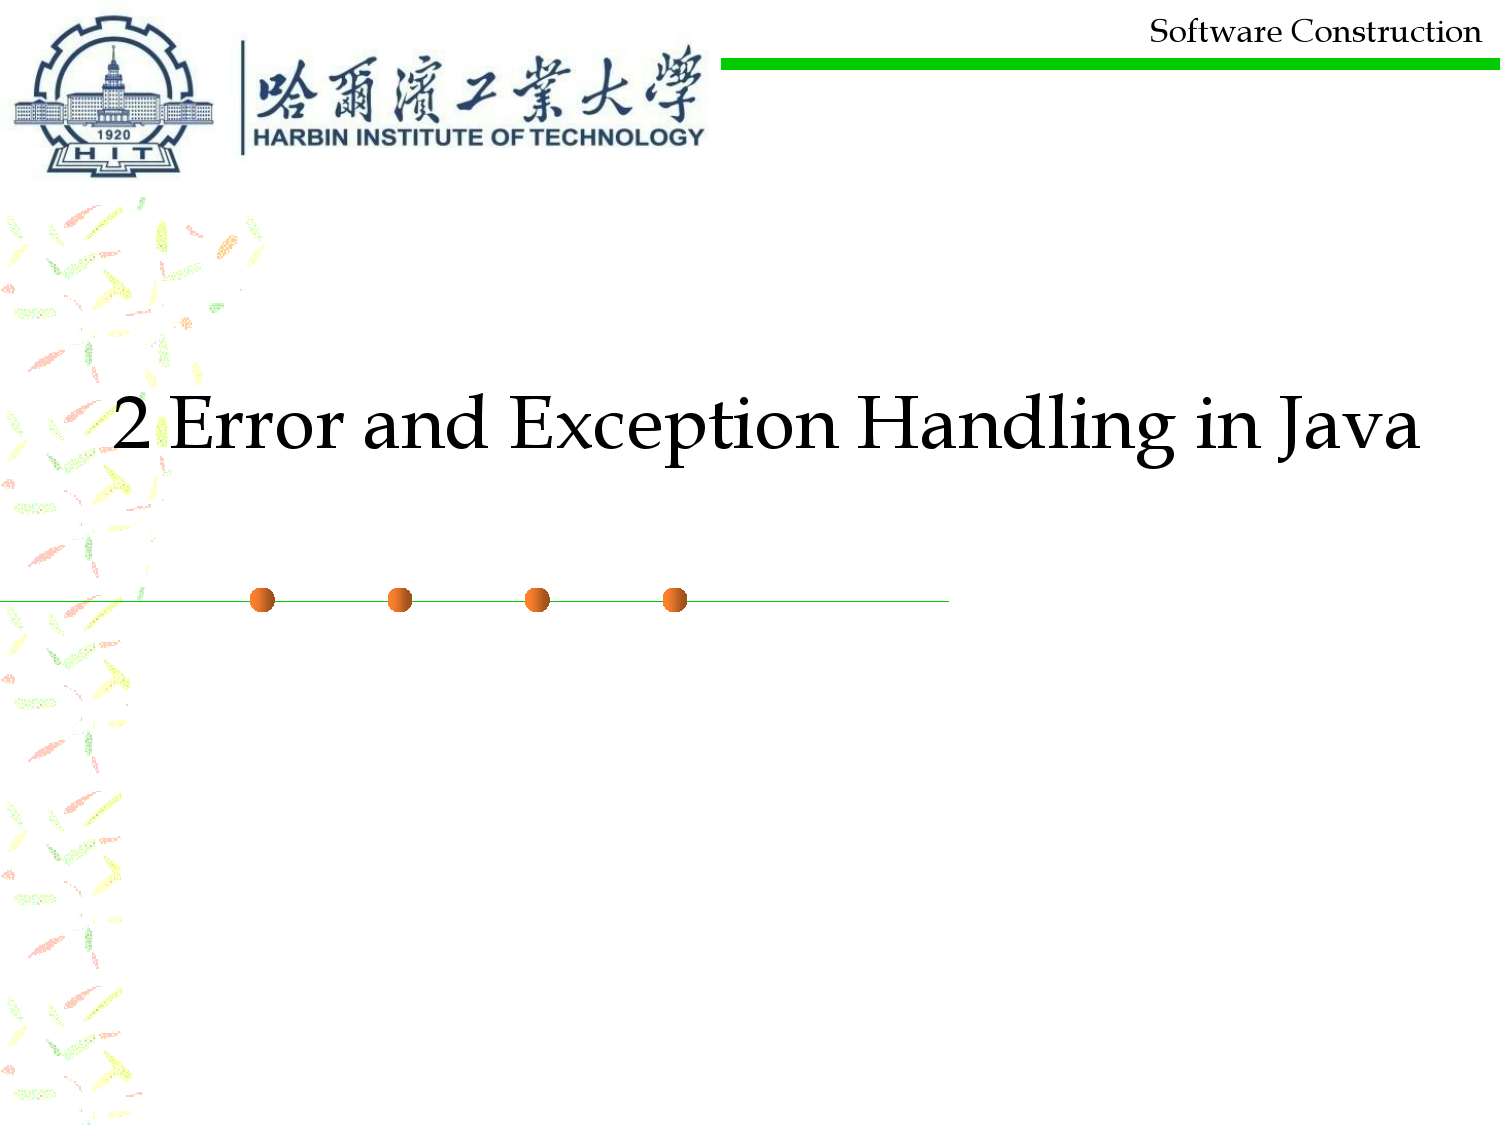 Software Construction
哈爾濱工業大學
HARBIN INSTITUTE OF TECHNOLOGY
1920
HIT
2 Error and Exception Handling in Java